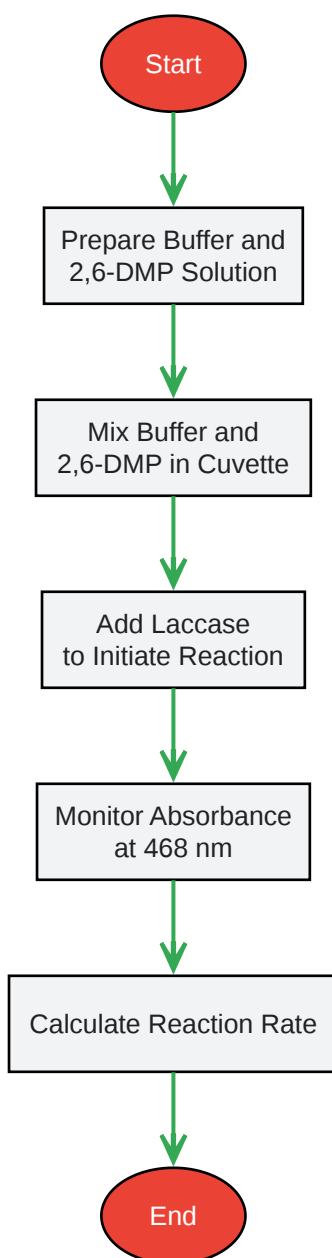 Start
Prepare Buffer and
2,6-DMP Solution
Mix Buffer and
2,6-DMP in Cuvette
Add Laccase
to Initiate Reaction
Monitor Absorbance
at 468 nm
Calculate Reaction Rate
End